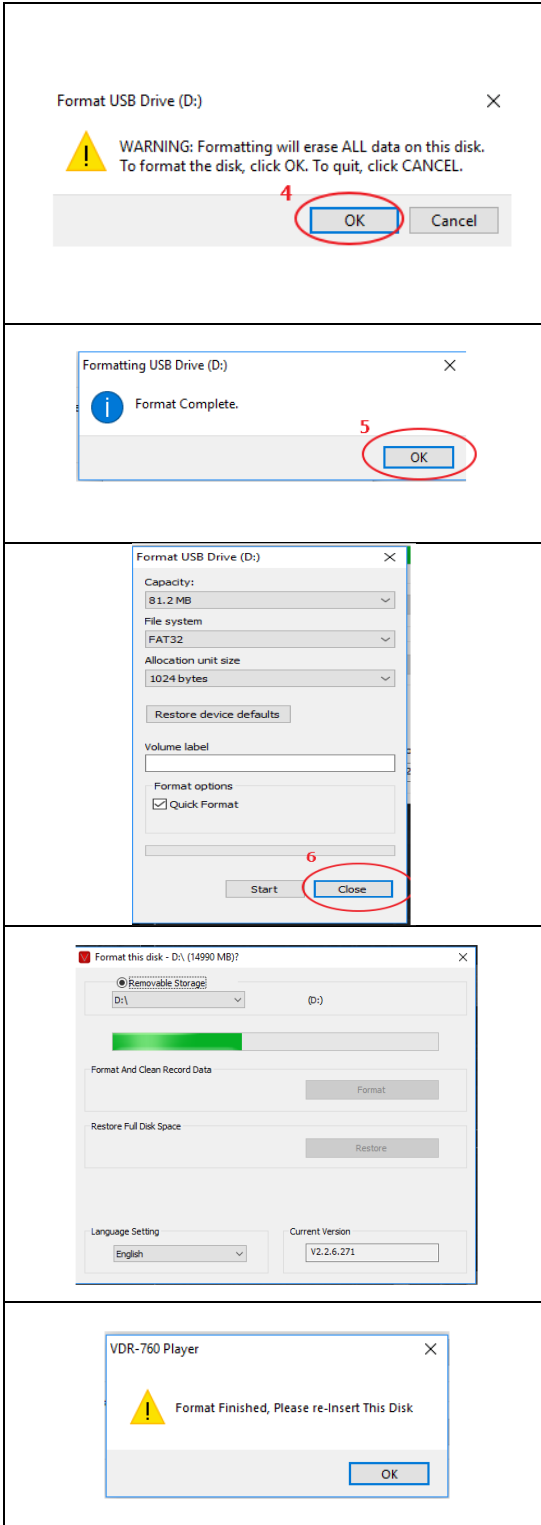 Format USB Drive (D:)
WARNING: Formatting will erase ALL data on this disk.
To format the disk, click OK. To quit, click CANCEL.
4
OK Cancel
Formatting USB Drive (D:)
Format Complete.
5
OK
Format USB Drive (D:)
Capacity:
81.2 MB
File system
FAT32
Allocation unit size
1024 bytes
Restore device defaults
Volume label
Format options
Quick Format
6
Start Close
Format this disk - D:\ (14990 MB)?
Removable Storage
D:\ (D:)
Format And Clean Record Data
Format
Restore Full Disk Space
Restore
Language Setting Current Version
English V2.2.6.271
VDR-760 Player
Format Finished, Please re-Insert This Disk
OK